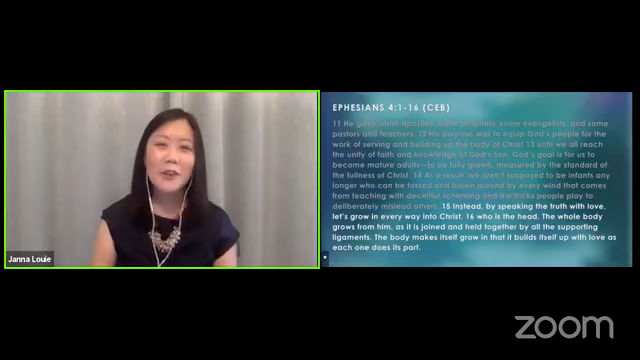 EPHESIANS 4:1-16 (CEB)
11 He gave some apostles, some prophets, some evangelists, and some
pastors and teachers. 12 His purpose was to equip God's people for the
work of serving and building up the body of Christ 13 until we all reach
the unity of faith and knowledge of God's Son. God's goal is for us to
become mature adults—to be fully grown, measured by the standard of
the fullness of Christ. 14 As a result, we aren't supposed to be infants any
longer who can be tossed and blown around by every wind that comes
from teaching with deceitful scheming and the tricks people play to
deliberately mislead others. 15 Instead, by speaking the truth with love,
let's grow in every way into Christ, 16 who is the head. The whole body
grows from him, as it is joined and held together by all the supporting
ligaments. The body makes itself grow in that it builds itself up with love as
each one does its part.
Janna Louie
zoom